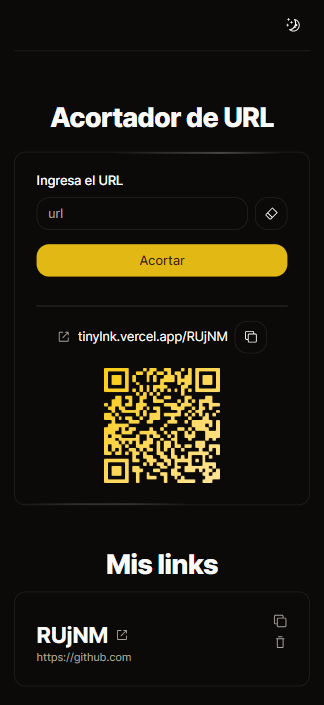 Acortador de URL
Ingresa el URL
url
Acortar
tinylnk.vercel.app/RUjNM
Mis links
RUjNM
https://github.com